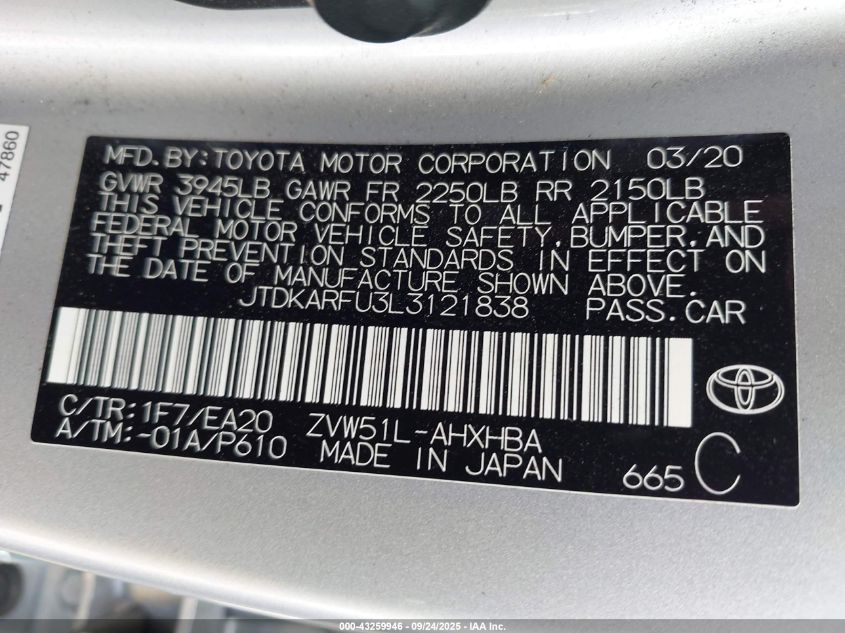 47860
MFD. BY: TOYOTA MOTOR CORPORATION 03/20
GVWR 3945LB GAWR FR 2250LB RR 2150LB
THIS VEHICLE CONFORMS TO ALL APPLICABLE
FEDERAL MOTOR VEHICLE SAFETY, BUMPER, AND
THEFT PREVENTION STANDARDS IN EFFECT ON
THE DATE OF MANUFACTURE SHOWN ABOVE.
JTDKARFU3L3121838 PASS. CAR
C/TR: 1F7/EA20 ZVW51L-AHXHBA
A/TM: -01A/P610 MADE IN JAPAN
665 C
000-43259946 - 09/24/2025 - IAA Inc.